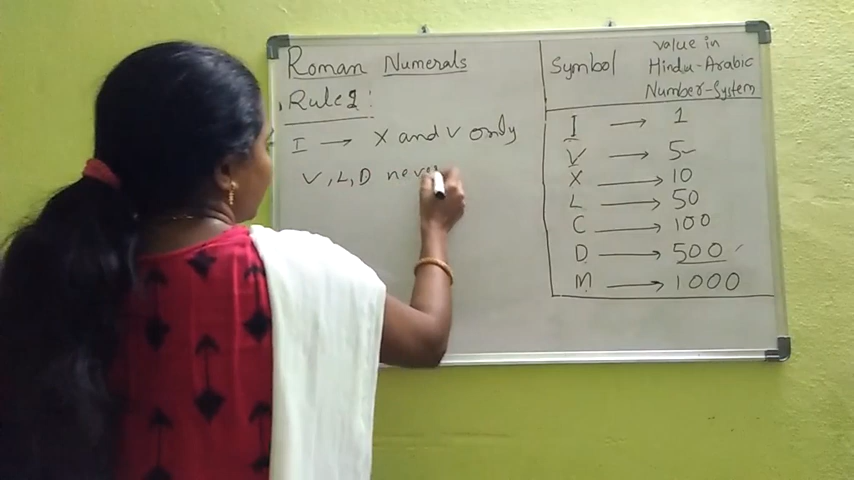 Roman Numerals
Rule 2:
I → X and V only
V, L, D never
Symbol
Value in
Hindu-Arabic
Number-System
I → 1
V → 5
X → 10
L → 50
C → 100
D → 500
M → 1000